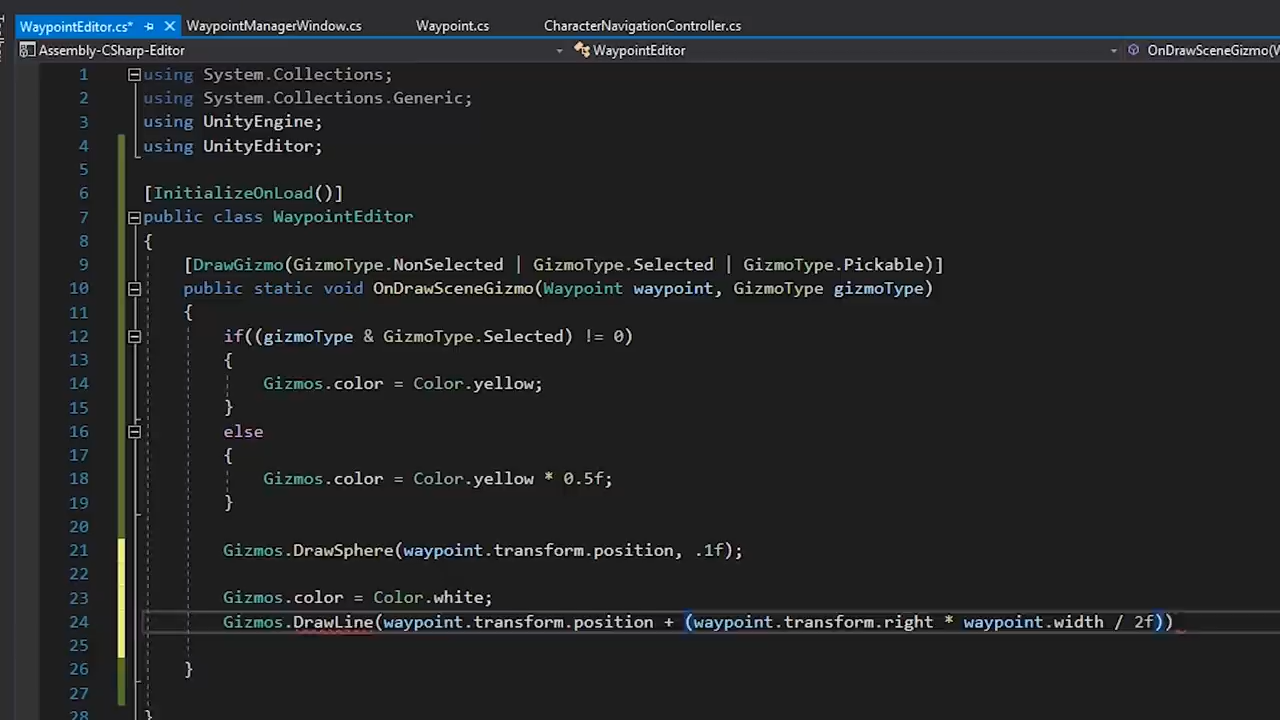 WaypointEditor.cs* WaypointManagerWindow.cs Waypoint.cs CharacterNavigationController.cs
Assembly-CSharp-Editor WaypointEditor OnDrawSceneGizmo(W
1 using System.Collections;
2 using System.Collections.Generic;
3 using UnityEngine;
4 using UnityEditor;
5
6 [InitializeOnLoad()]
7 public class WaypointEditor
8 {
9 [DrawGizmo(GizmoType.NonSelected | GizmoType.Selected | GizmoType.Pickable)]
10 public static void OnDrawSceneGizmo(Waypoint waypoint, GizmoType gizmoType)
11 {
12 if((gizmoType & GizmoType.Selected) != 0)
13 {
14 Gizmos.color = Color.yellow;
15 }
16 else
17 {
18 Gizmos.color = Color.yellow * 0.5f;
19 }
20
21 Gizmos.DrawSphere(waypoint.transform.position, .1f);
22
23 Gizmos.color = Color.white;
24 Gizmos.DrawLine(waypoint.transform.position + (waypoint.transform.right * waypoint.width / 2f))
25
26 }
27
28 }